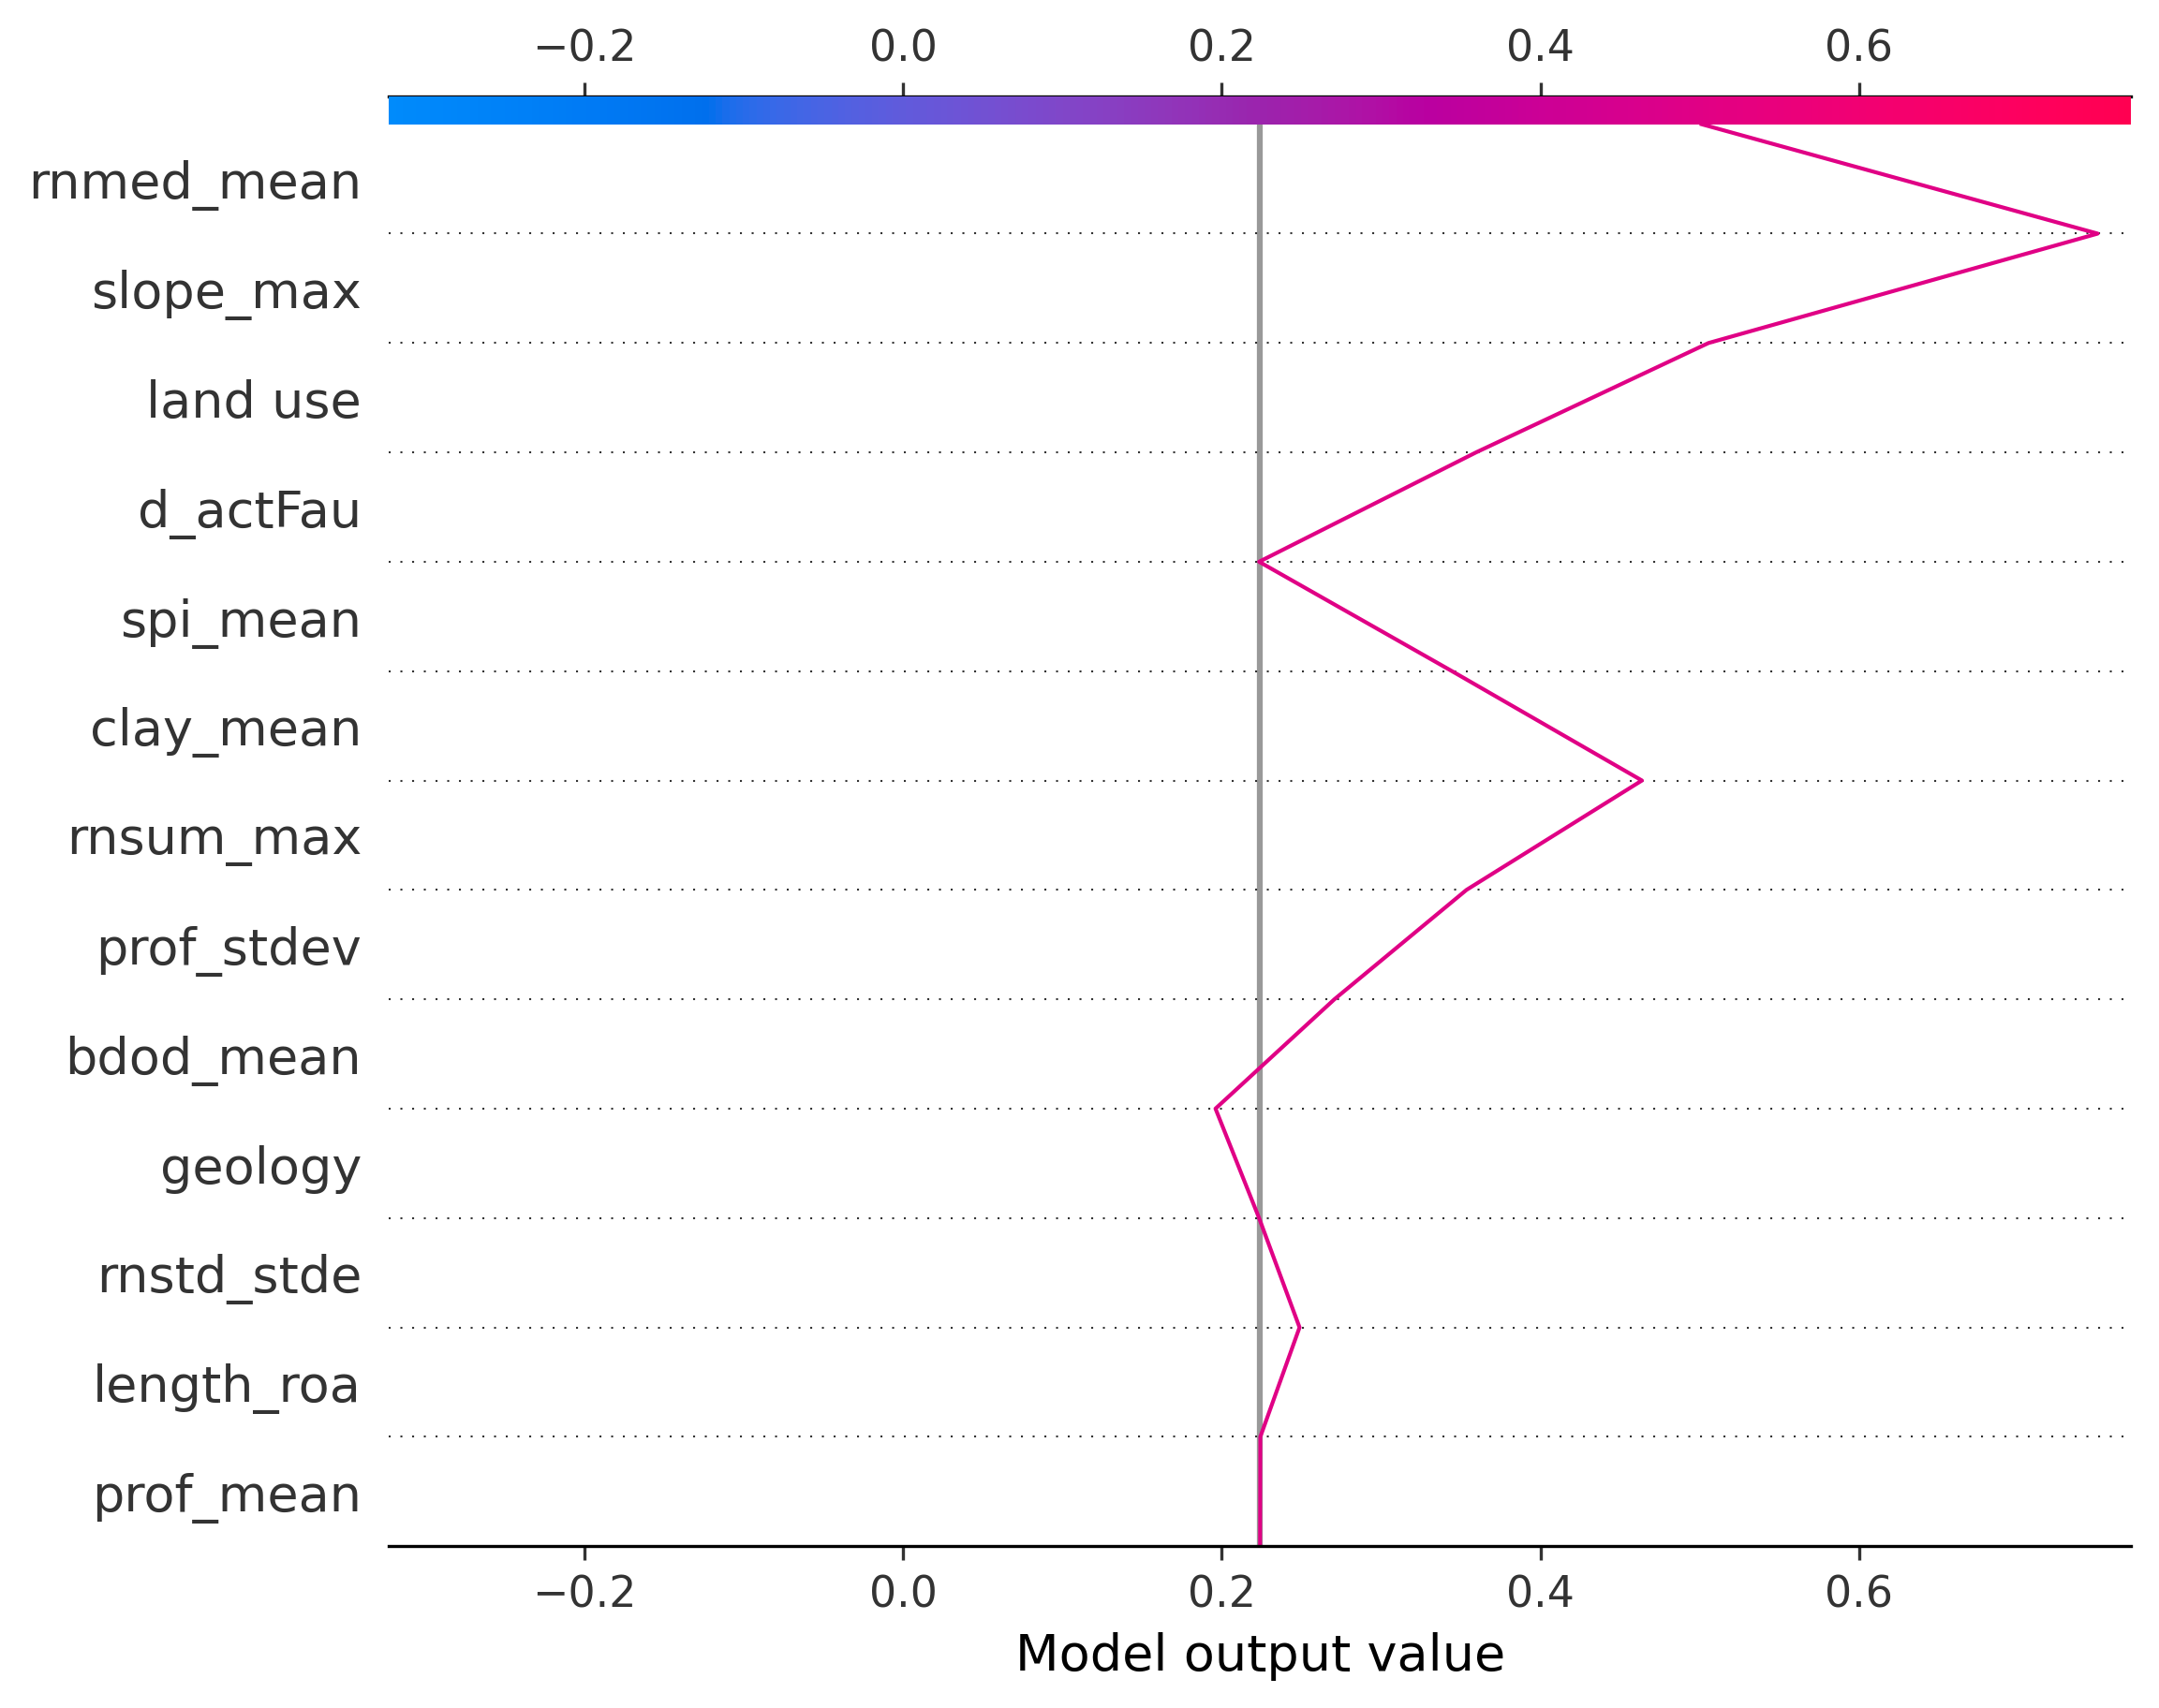 −0.2 0.0 0.2 0.4 0.6
rnmed_mean
slope_max
land use
d_actFau
spi_mean
clay_mean
rnsum_max
prof_stdev
bdod_mean
geology
rnstd_stde
length_roa
prof_mean
−0.2 0.0 0.2 0.4 0.6
Model output value